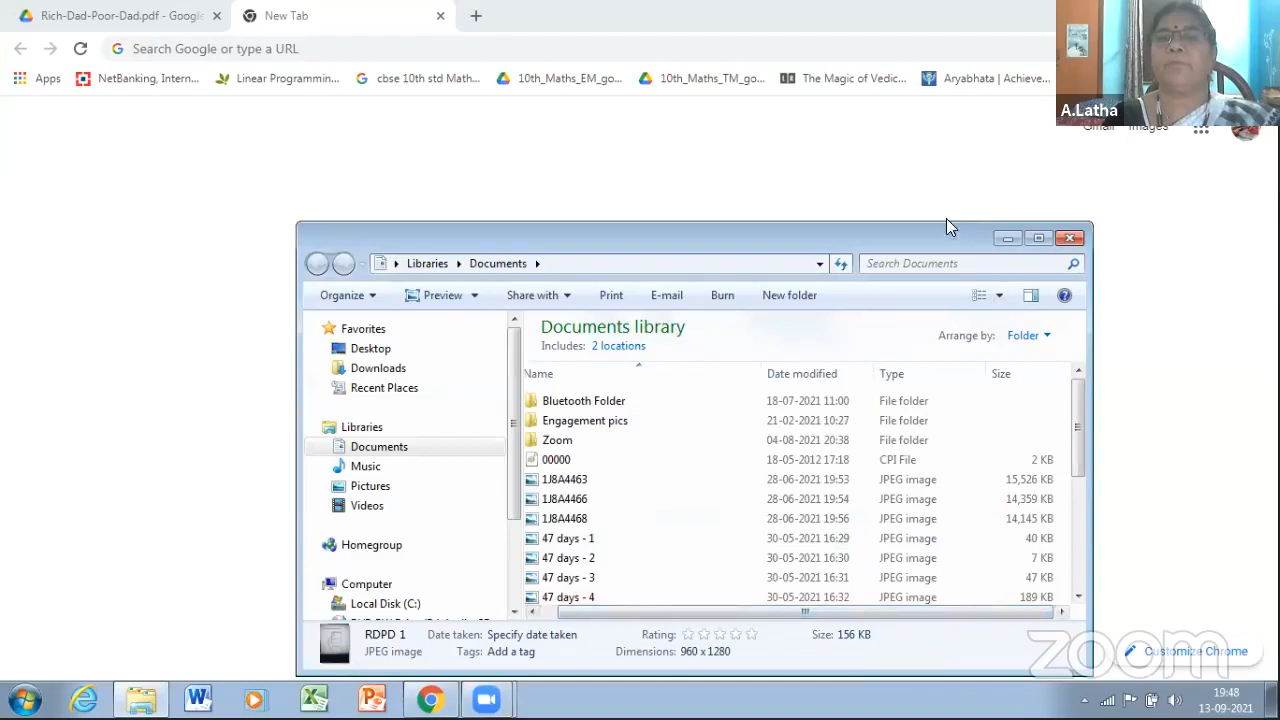 Rich-Dad-Poor-Dad.pdf - Google
New Tab
Search Google or type a URL
Apps
NetBanking, Intern...
Linear Programmin...
cbse 10th std Math...
10th_Maths_EM_go...
10th_Maths_TM_go...
The Magic of Vedic...
Aryabhata | Achieve...
A.Latha
Gmail Images
Libraries Documents
Search Documents
Organize Preview Share with Print E-mail Burn New folder
Documents library
Includes: 2 locations
Arrange by: Folder
Favorites
Desktop
Downloads
Recent Places
Libraries
Documents
Music
Pictures
Videos
Homegroup
Computer
Local Disk (C:)
Name Date modified Type Size
Bluetooth Folder 18-07-2021 11:00 File folder
Engagement pics 21-02-2021 10:27 File folder
Zoom 04-08-2021 20:38 File folder
00000 18-05-2012 17:18 CPI File 2 KB
1J8A4463 28-06-2021 19:53 JPEG image 15,526 KB
1J8A4466 28-06-2021 19:54 JPEG image 14,359 KB
1J8A4468 28-06-2021 19:56 JPEG image 14,145 KB
47 days - 1 30-05-2021 16:29 JPEG image 40 KB
47 days - 2 30-05-2021 16:30 JPEG image 7 KB
47 days - 3 30-05-2021 16:31 JPEG image 47 KB
47 days - 4 30-05-2021 16:32 JPEG image 189 KB
RDPD 1 Date taken: Specify date taken Rating: Size: 156 KB
JPEG image Tags: Add a tag Dimensions: 960 x 1280
zoom
Customize Chrome
19:48
13-09-2021